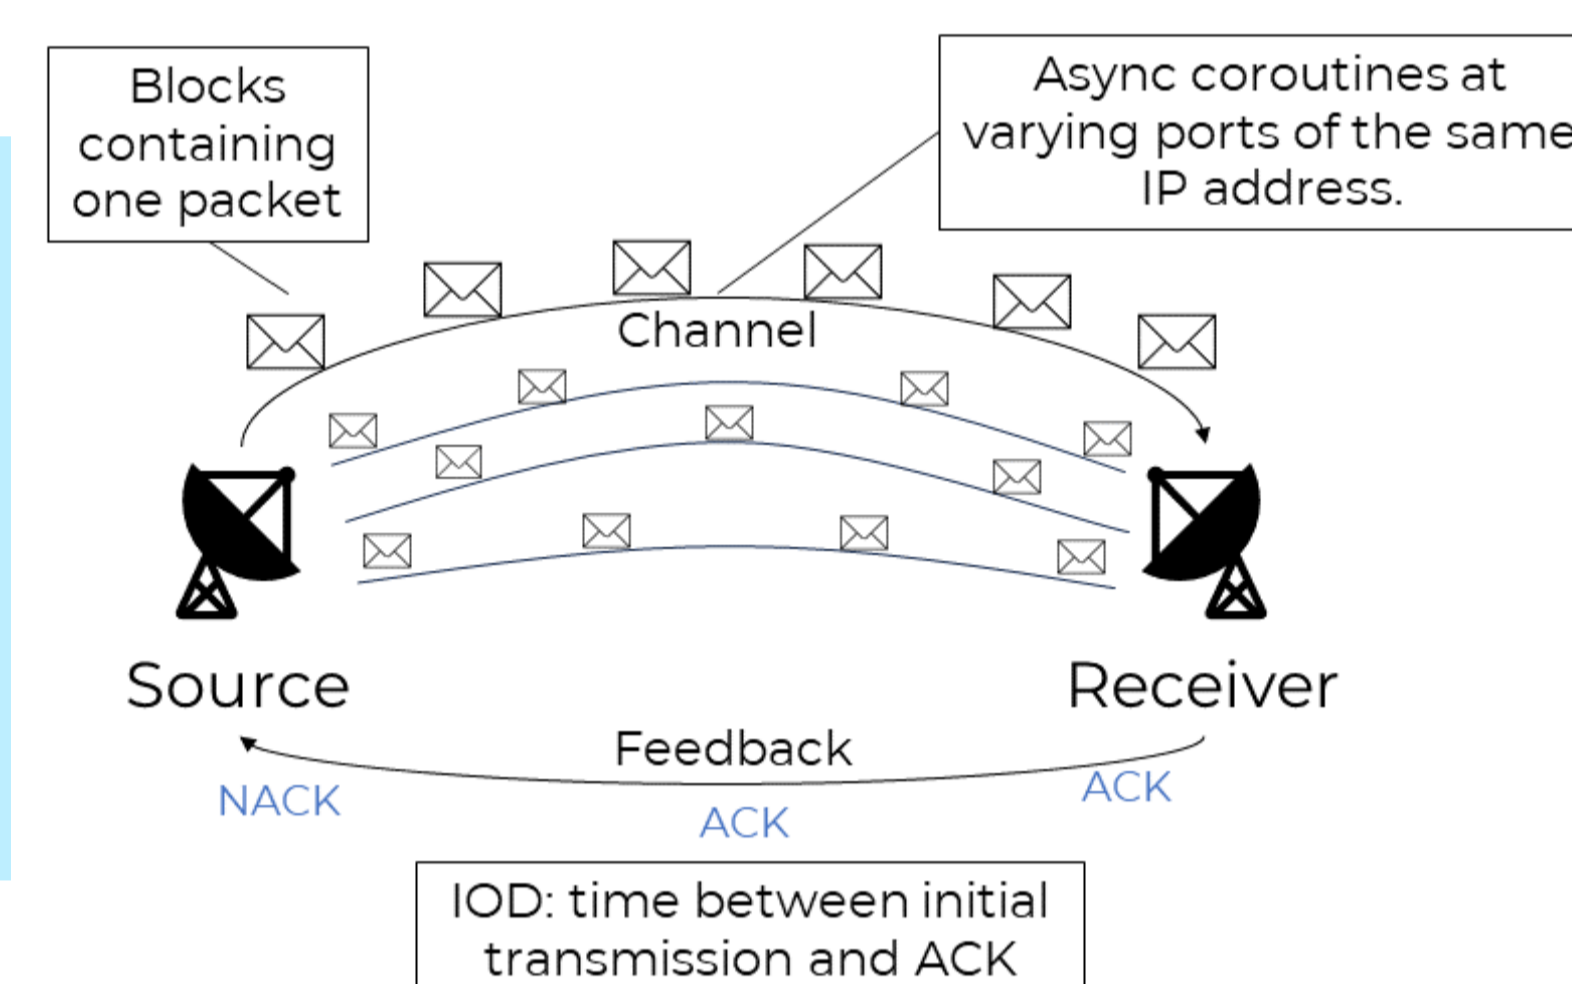 Blocks
containing
one packet
Async coroutines at
varying ports of the same
IP address.
Channel
Source
Receiver
Feedback
NACK
ACK
ACK
IOD: time between initial
transmission and ACK